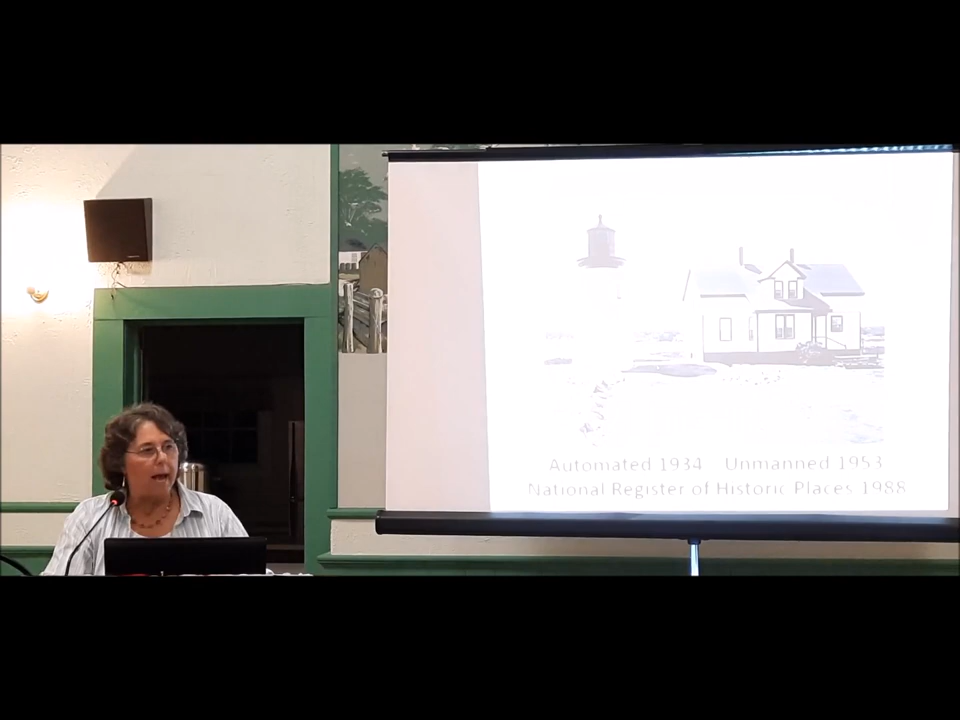 Automated 1934 Unmanned 1953
National Register of Historic Places 1988